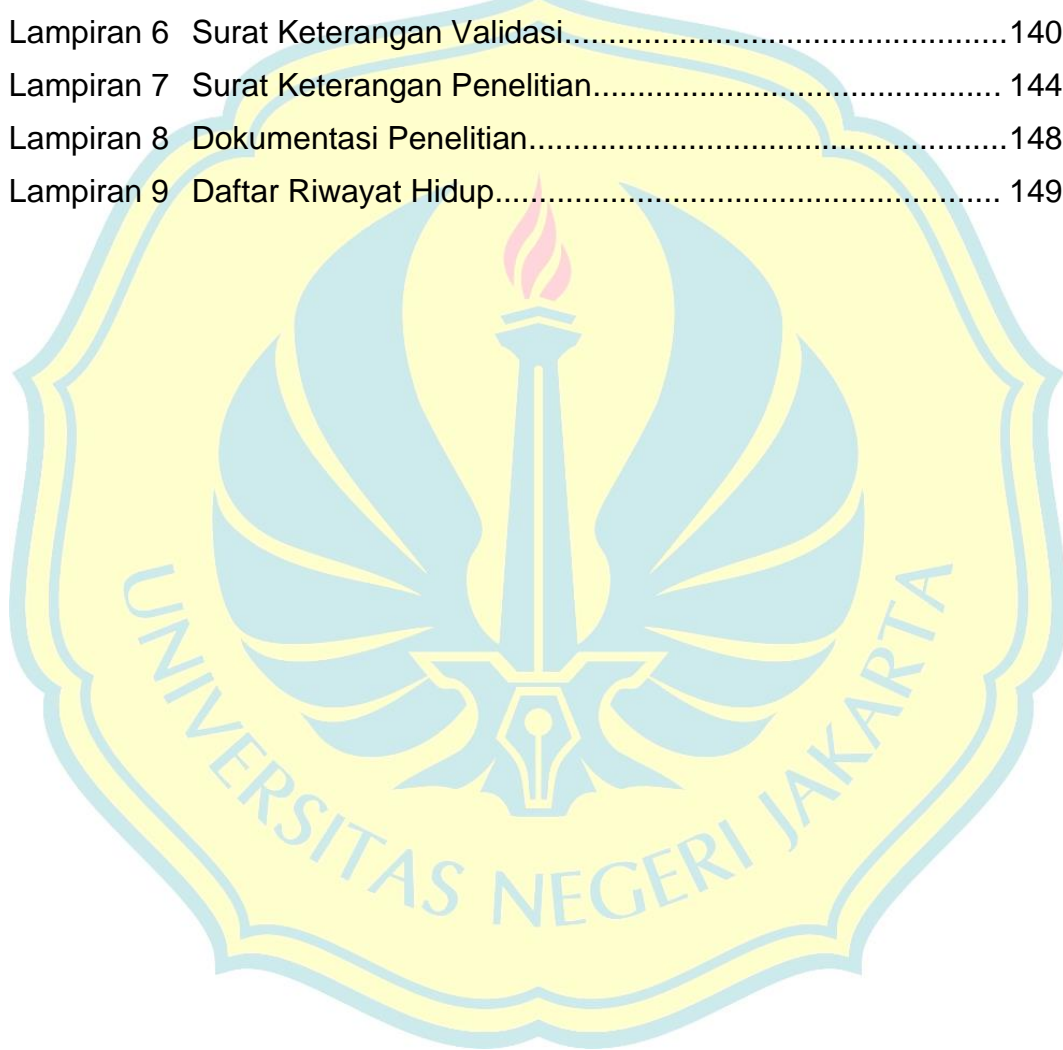 Lampiran 6 Surat Keterangan Validasi..................................................140
Lampiran 7 Surat Keterangan Penelitian.............................................. 144
Lampiran 8 Dokumentasi Penelitian......................................................148
Lampiran 9 Daftar Riwayat Hidup......................................................... 149
UNIVERSITAS NEGERI JAKARTA